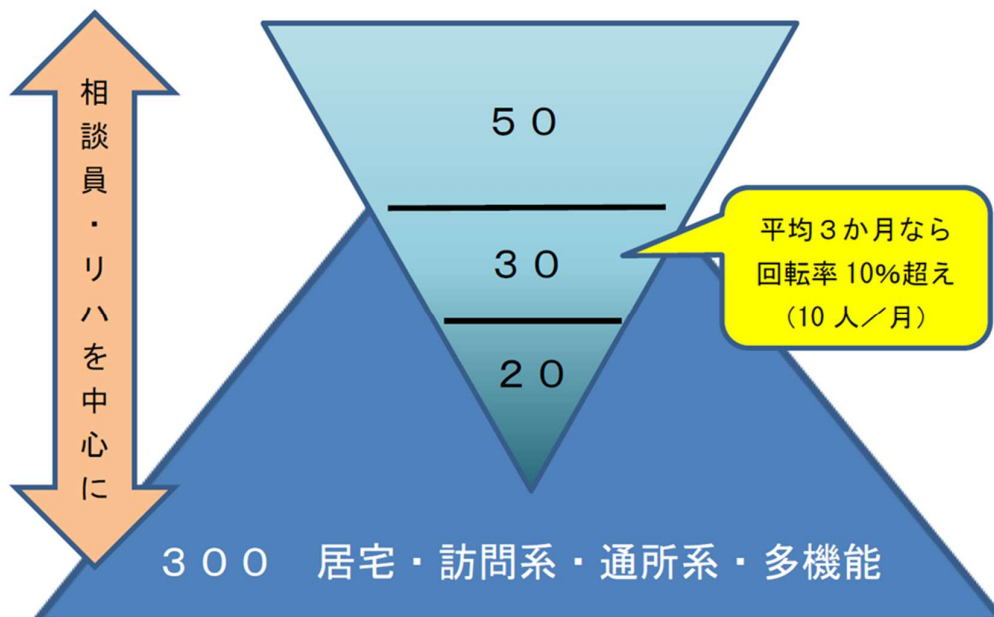 相談員・リハを中心に
５０
３０
２０
平均３か月なら
回転率 10%超え
（10 人／月）
３００　居宅・訪問系・通所系・多機能